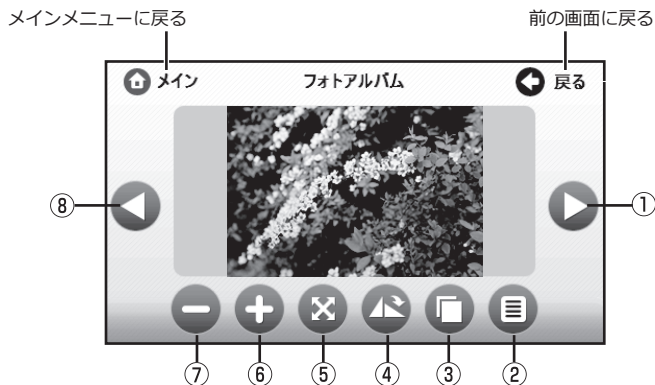 メインメニューに戻る 前の画面に戻る
メイン フォトアルバム 戻る
⑧ ①
⑦ ⑥ ⑤ ④ ③ ②